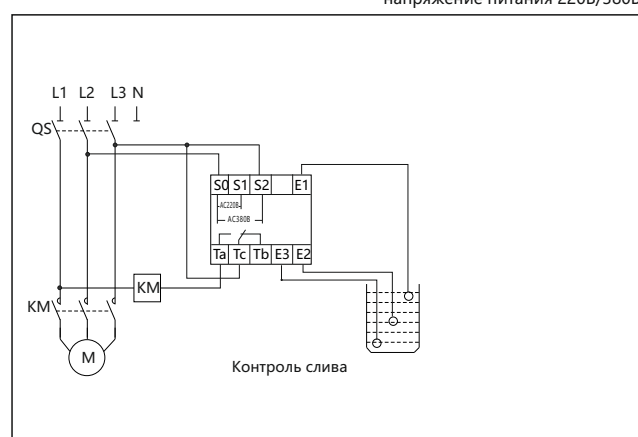 напряжение питания 220В/380В
L1 L2 L3 N
QS
S0 S1 S2 E1
AC220В
AC380В
Ta Tc Tb E3 E2
KM
KM
M
Контроль слива